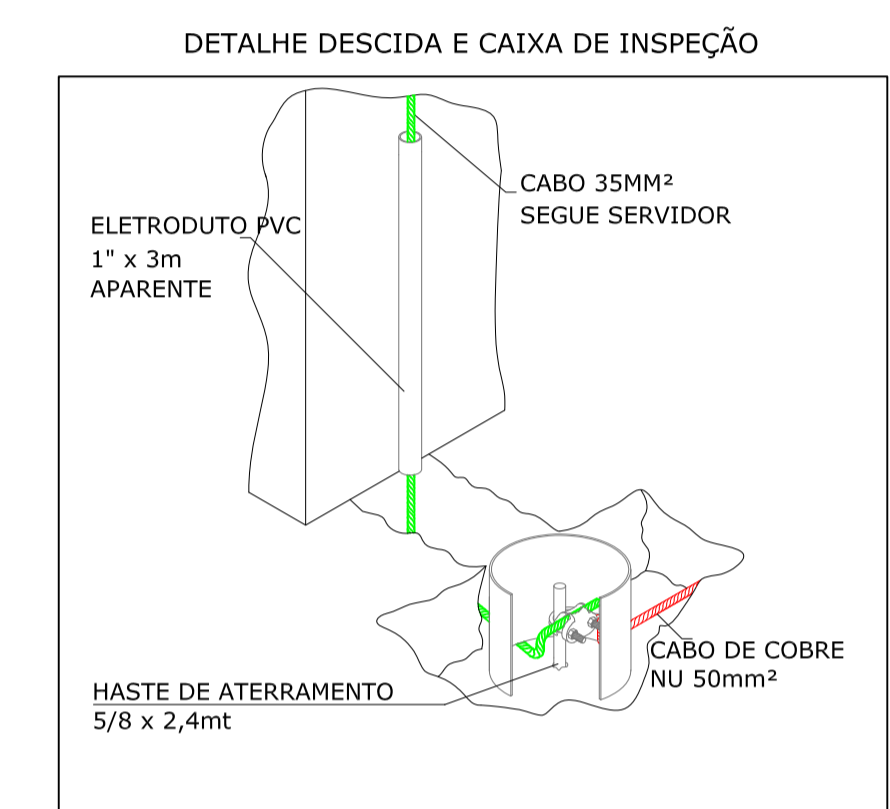 DETALHE DESCIDA E CAIXA DE INSPEÇÃO
CABO 35MM²
SEGUE SERVIDOR
ELETRODUTO PVC
1" x 3m
APARENTE
CABO DE COBRE
NU 50mm²
HASTE DE ATERRAMENTO
5/8 x 2,4mt